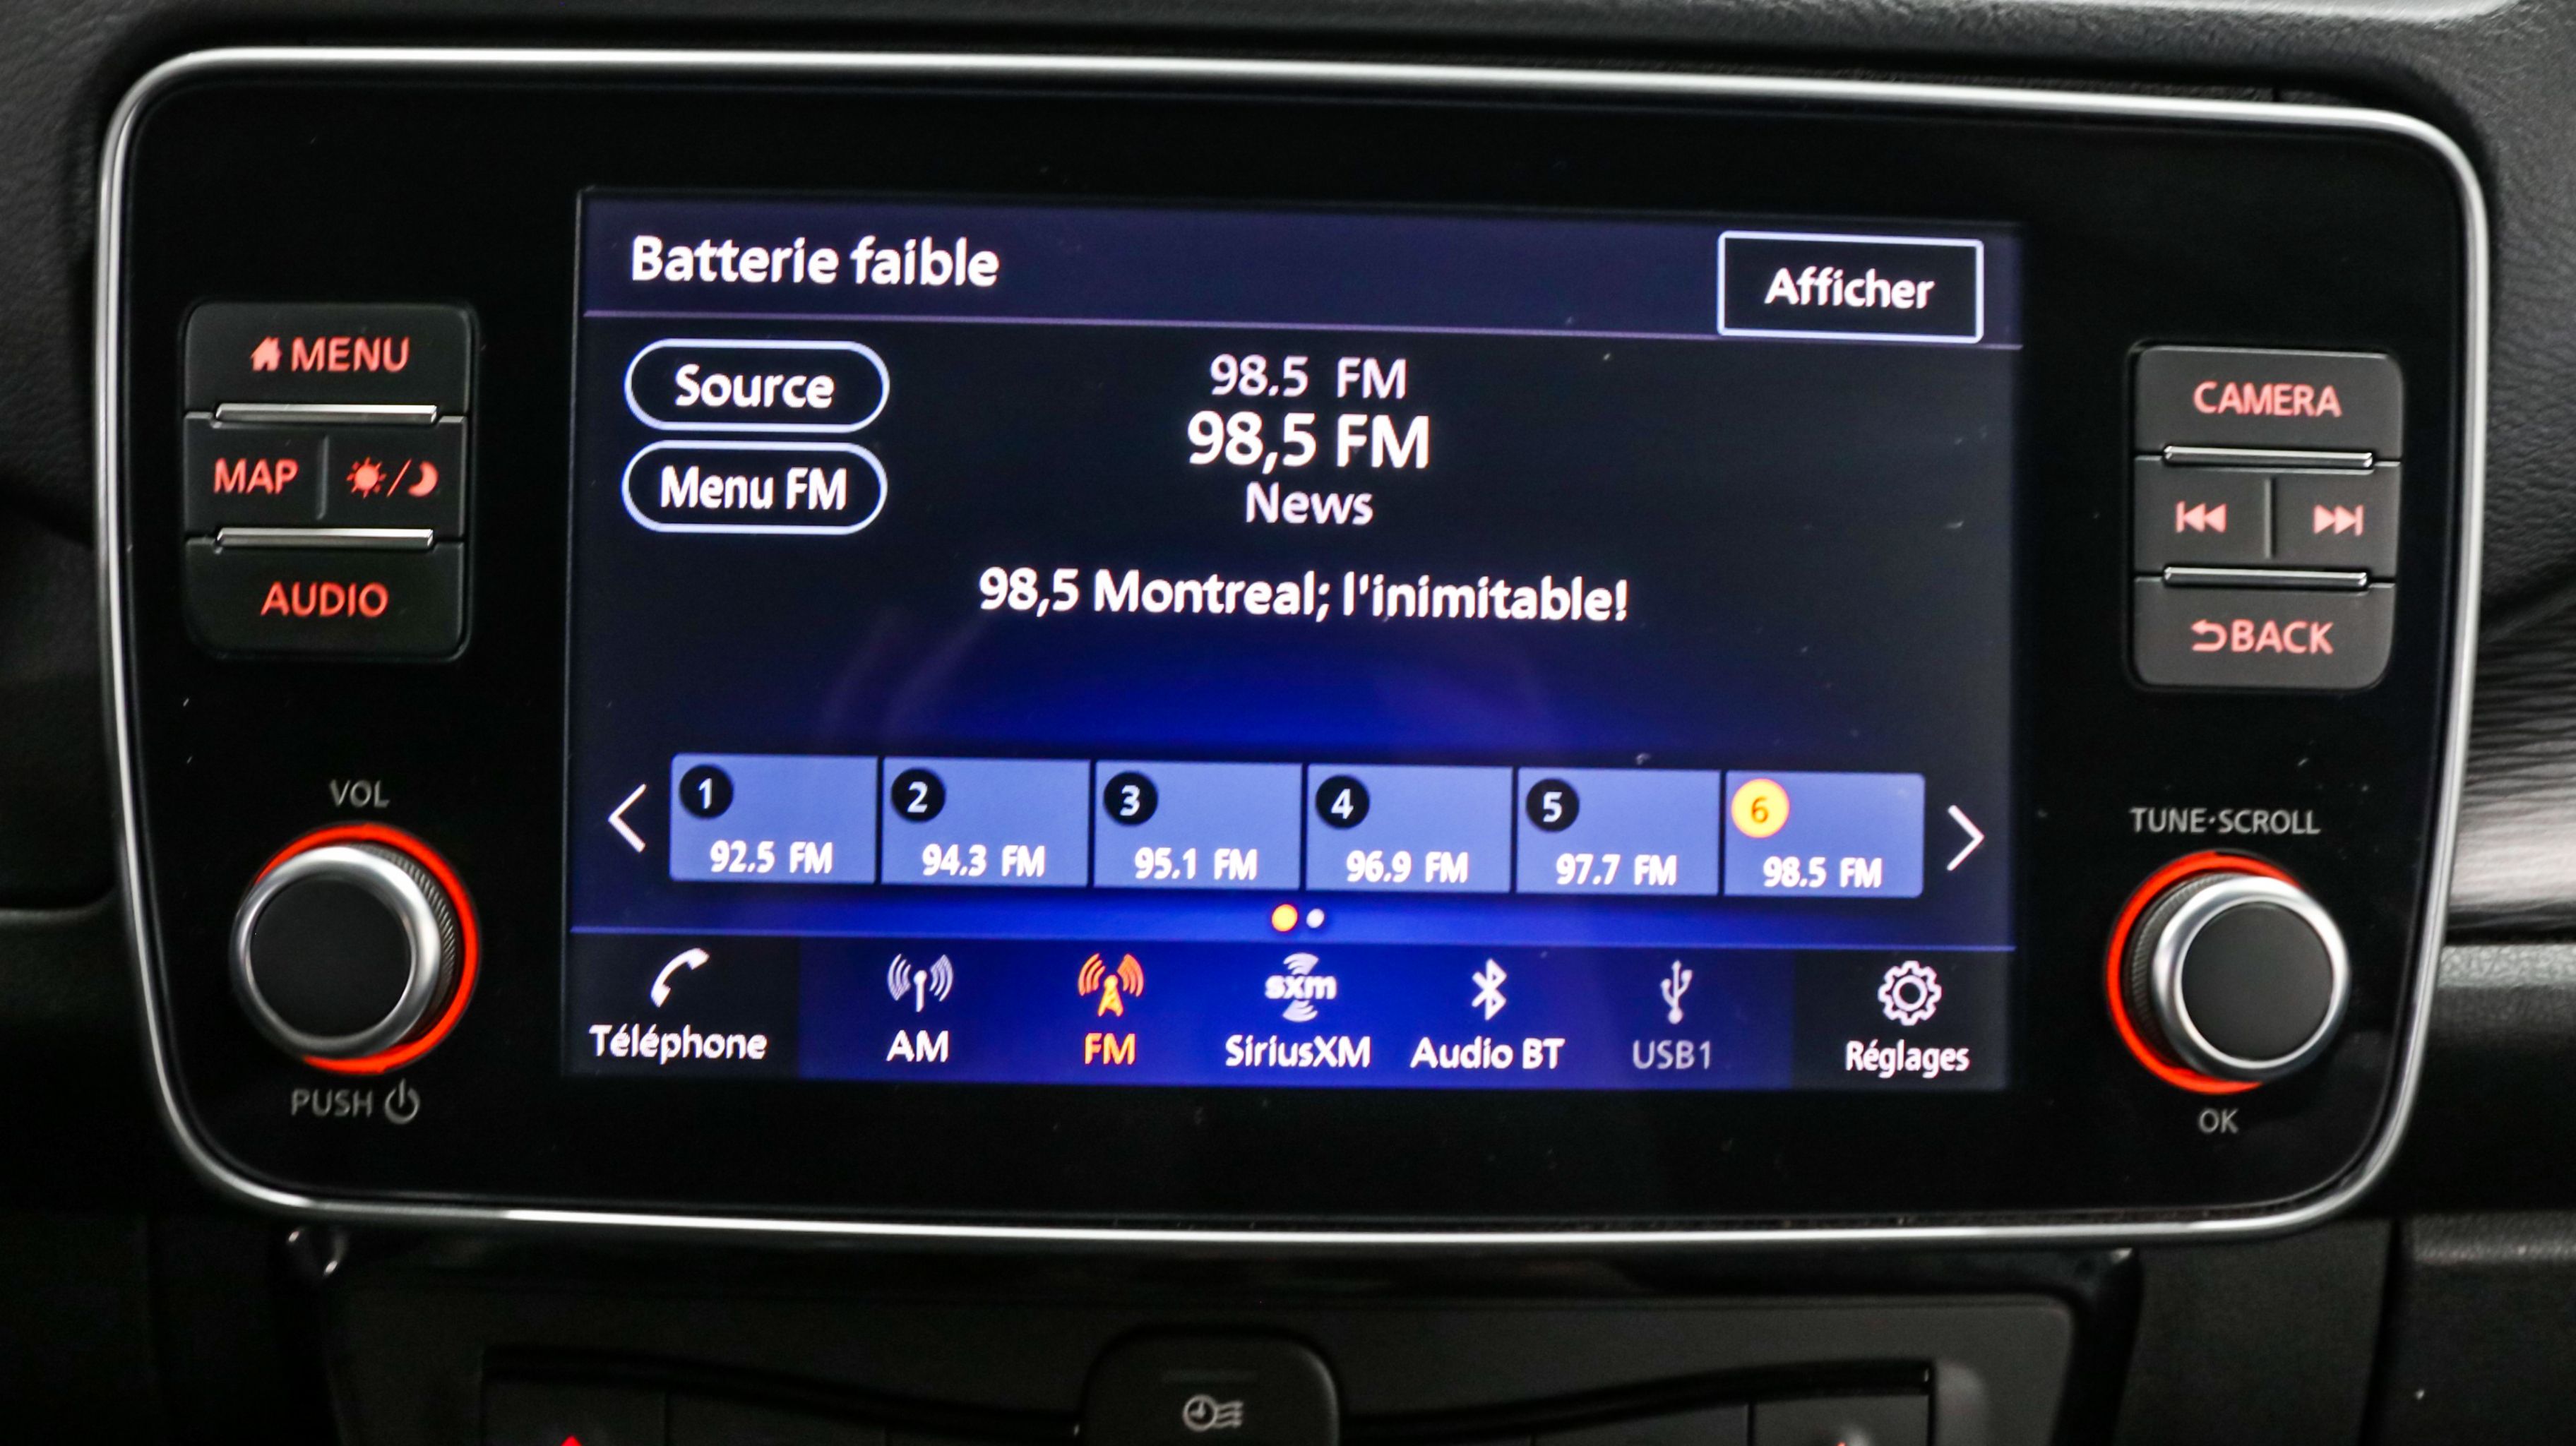 Batterie faible
Afficher
MENU
Source
98.5 FM
98,5 FM
CAMERA
MAP
Menu FM
News
AUDIO
98,5 Montreal; l'inimitable!
BACK
VOL
1 2 3 4 5 6
92.5 FM 94.3 FM 95.1 FM 96.9 FM 97.7 FM 98.5 FM
TUNE·SCROLL
sxm
Téléphone AM FM SiriusXM Audio BT USB1 Réglages
PUSH
OK